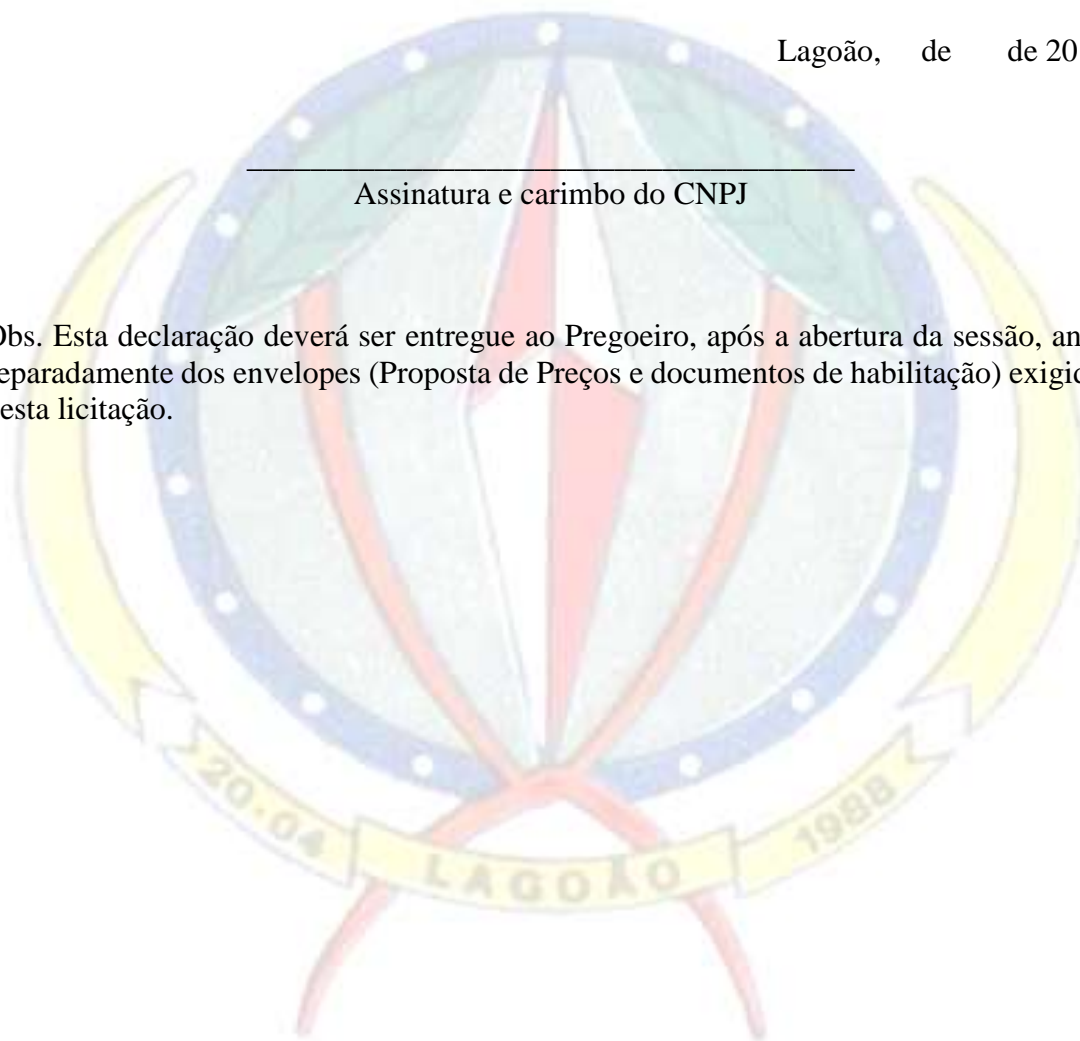 Lagoão, de de 20
Assinatura e carimbo do CNPJ
Obs. Esta declaração deverá ser entregue ao Pregoeiro, após a abertura da sessão, an
eparadamente dos envelopes (Proposta de Preços e documentos de habilitação) exigid
esta licitação.
20.04 LAGOÃO 1988